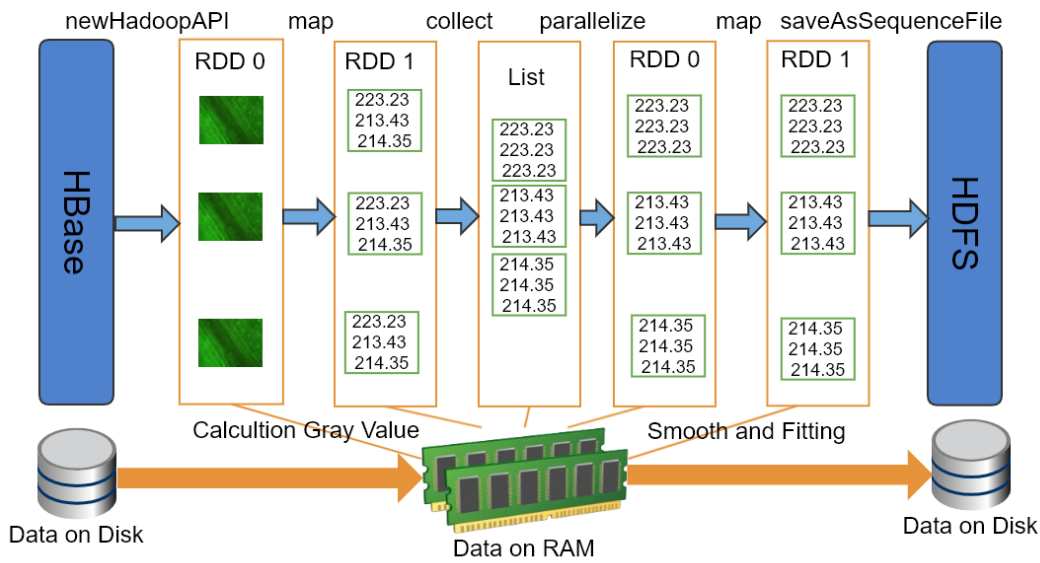 newHadoopAPI map collect parallelize map saveAsSequenceFile
HBase
RDD 0
RDD 1
223.23
213.43
214.35
223.23
213.43
214.35
223.23
213.43
214.35
List
223.23
223.23
223.23
213.43
213.43
213.43
214.35
214.35
214.35
RDD 0
223.23
223.23
223.23
213.43
213.43
213.43
214.35
214.35
214.35
RDD 1
223.23
223.23
223.23
213.43
213.43
213.43
214.35
214.35
214.35
HDFS
Calcultion Gray Value
Smooth and Fitting
Data on Disk
Data on RAM
Data on Disk